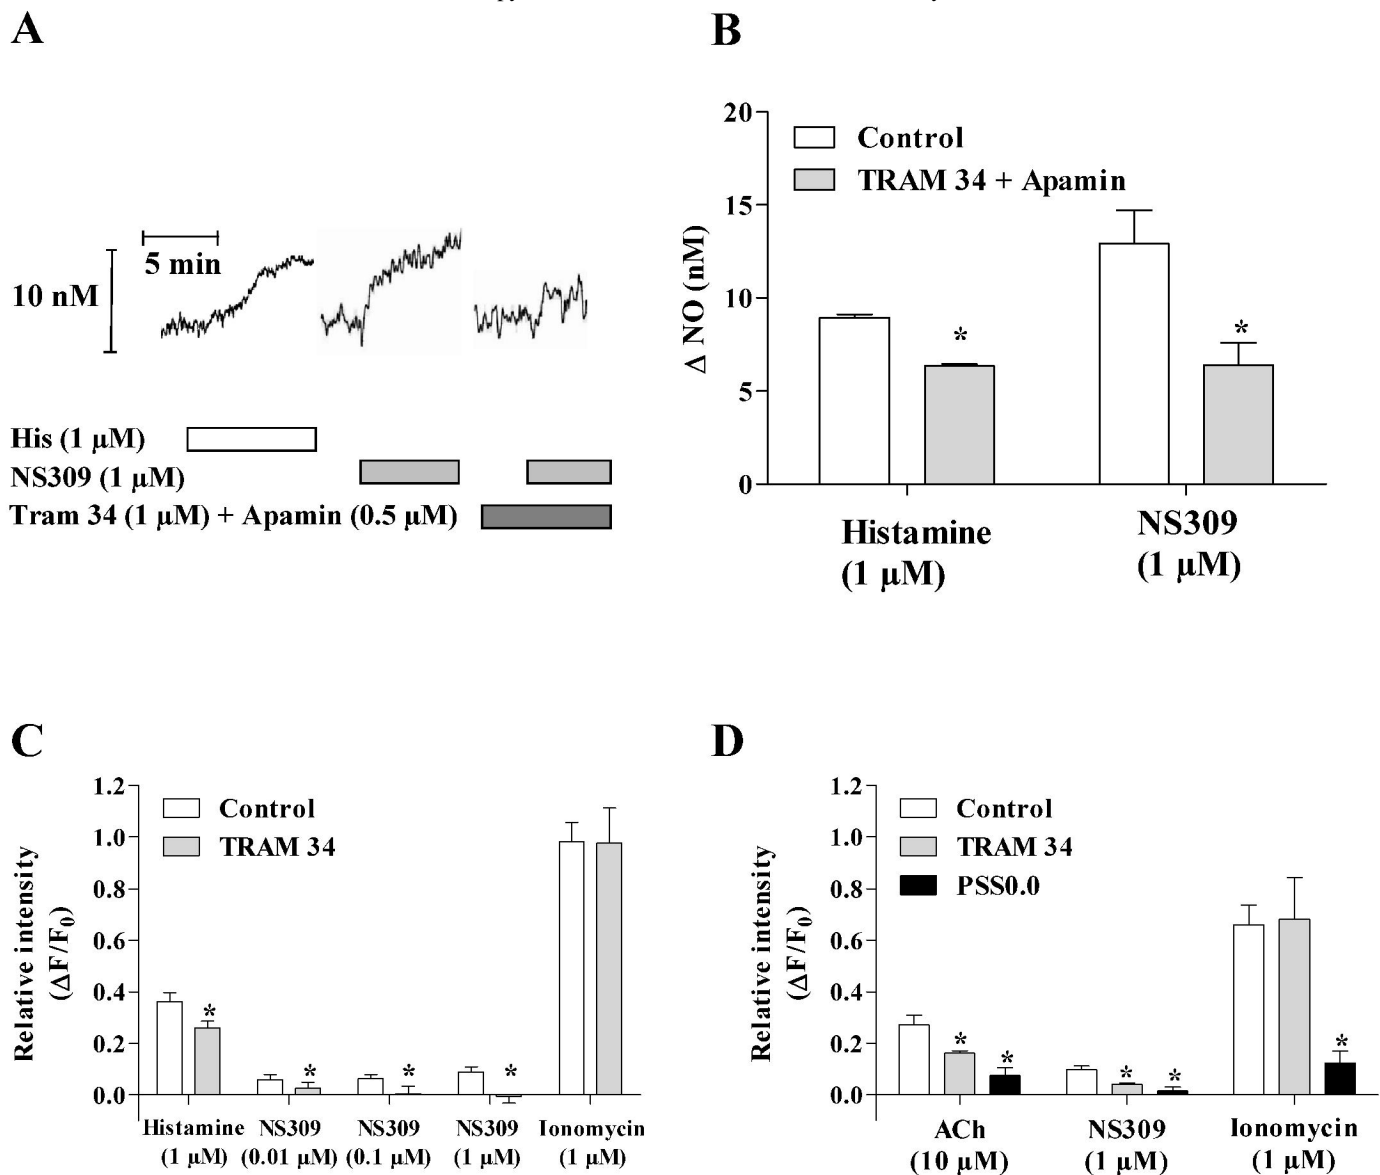 A
5 min
10 nM
His (1 μM)
NS309 (1 μM)
Tram 34 (1 μM) + Apamin (0.5 μM)
B
20
15
10
5
0
Δ NO (nM)
Control
TRAM 34 + Apamin
*
*
Histamine
(1 μM)
NS309
(1 μM)
C
1.2
1.0
0.8
0.6
0.4
0.2
0.0
Relative intensity
(ΔF/F0)
Control
TRAM 34
*
*
*
*
Histamine
(1 μM)
NS309
(0.01 μM)
NS309
(0.1 μM)
NS309
(1 μM)
Ionomycin
(1 μM)
D
1.2
1.0
0.8
0.6
0.4
0.2
0.0
Relative intensity
(ΔF/F0)
Control
TRAM 34
PSS0.0
*
*
*
*
*
ACh
(10 μM)
NS309
(1 μM)
Ionomycin
(1 μM)